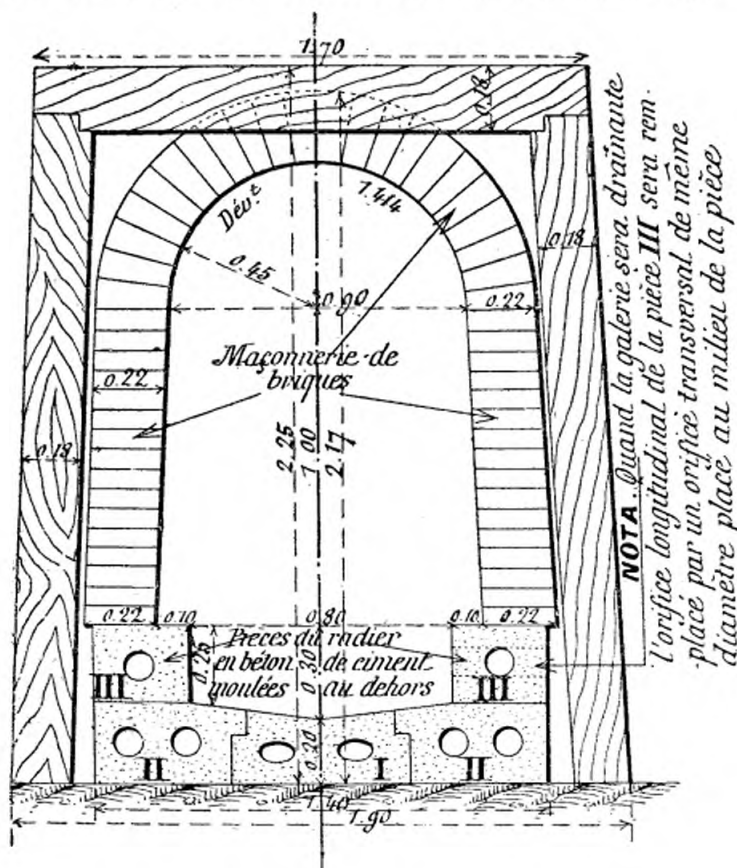 1.70
0.18
Dév.t
1.414
0.45
0.90
0.22
0.18
Maçonnerie de
briques
0.22
0.18
2.25
1.00
2.17
0.22
0.10
0.80
0.10
0.22
Pièces du radier
en béton de ciment
moulées au dehors
0.25
0.30
III
III
0.20
II
I
II
1.40
1.90
NOTA. Quand la galerie sera drainante
l'orifice longitudinal de la pièce III sera rem-
placé par un orifice transversal de même
diamètre placé au milieu de la pièce